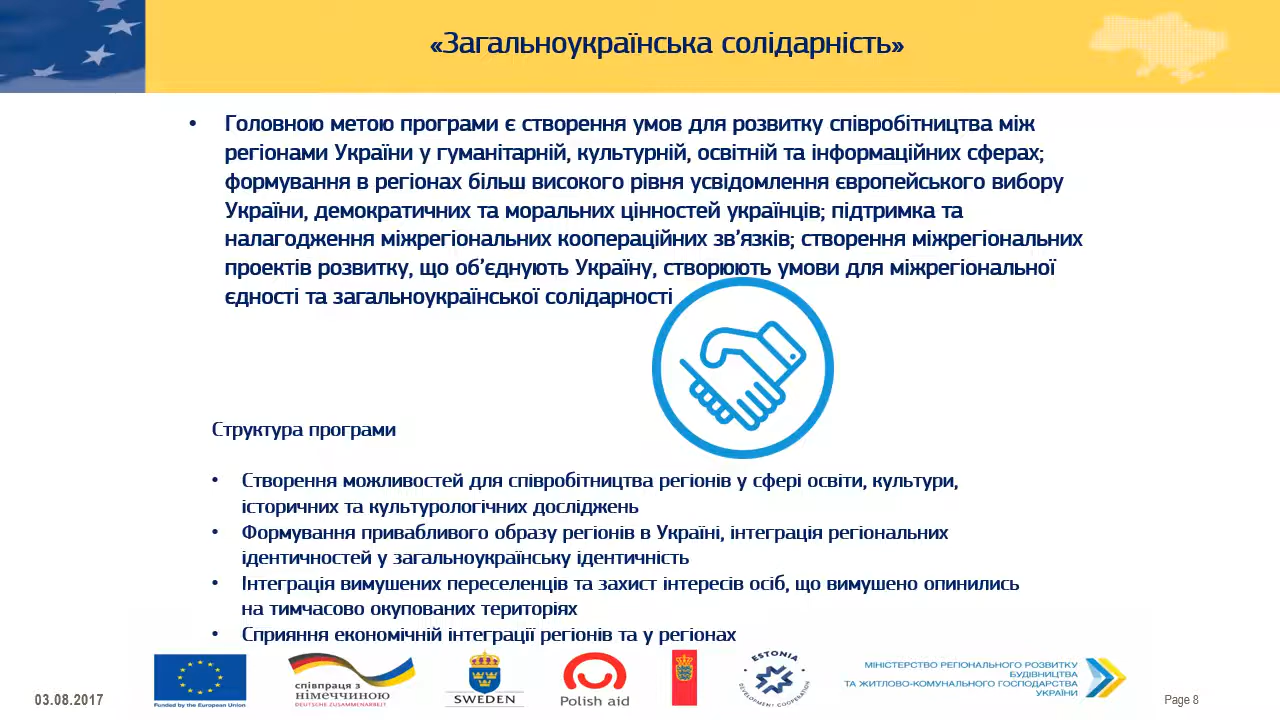 «Загальноукраїнська солідарність»
• Головною метою програми є створення умов для розвитку співробітництва між
регіонами України у гуманітарній, культурній, освітній та інформаційних сферах;
формування в регіонах більш високого рівня усвідомлення європейського вибору
України, демократичних та моральних цінностей українців; підтримка та
налагодження міжрегіональних коопераційних зв’язків; створення міжрегіональних
проектів розвитку, що об’єднують Україну, створюють умови для міжрегіональної
єдності та загальноукраїнської солідарності
Структура програми
• Створення можливостей для співробітництва регіонів у сфері освіти, культури,
історичних та культурологічних досліджень
• Формування привабливого образу регіонів в Україні, інтеграція регіональних
ідентичностей у загальноукраїнську ідентичність
• Інтеграція вимушених переселенців та захист інтересів осіб, що вимушено опинились
на тимчасово окупованих територіях
• Сприяння економічній інтеграції регіонів та у регіонах
03.08.2017
Funded by the European Union
співпраця з
НІМЕЧЧИНОЮ
DEUTSCHE ZUSAMMENARBEIT
SWEDEN
Polish aid
ESTONIA
DEVELOPMENT COOPERATION
МІНІСТЕРСТВО РЕГІОНАЛЬНОГО РОЗВИТКУ
БУДІВНИЦТВА
ТА ЖИТЛОВО-КОМУНАЛЬНОГО ГОСПОДАРСТВА
УКРАЇНИ
Page 8